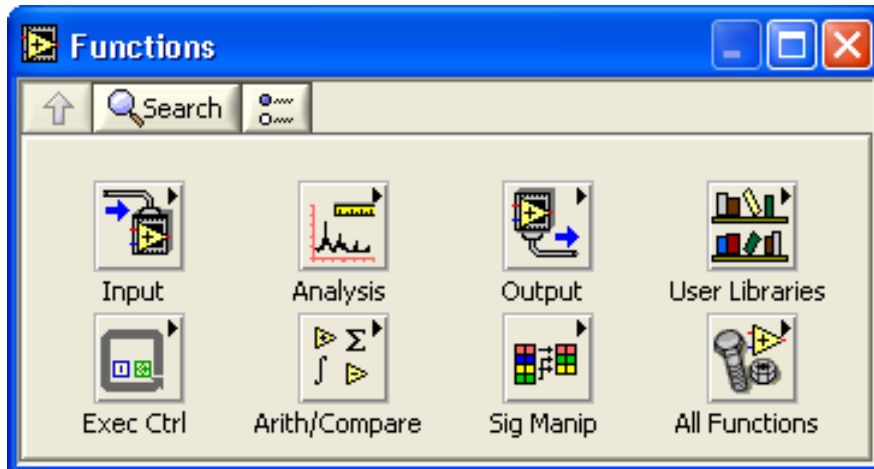 Functions
Search
Input Analysis Output User Libraries
Exec Ctrl Arith/Compare Sig Manip All Functions